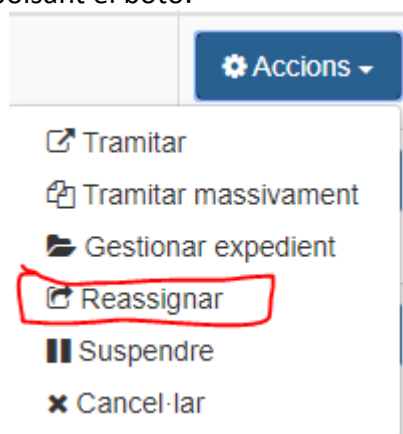 polsant el botó.
Accions
Tramitar
Tramitar massivament
Gestionar expedient
Reassignar
Suspendre
Cancel·lar